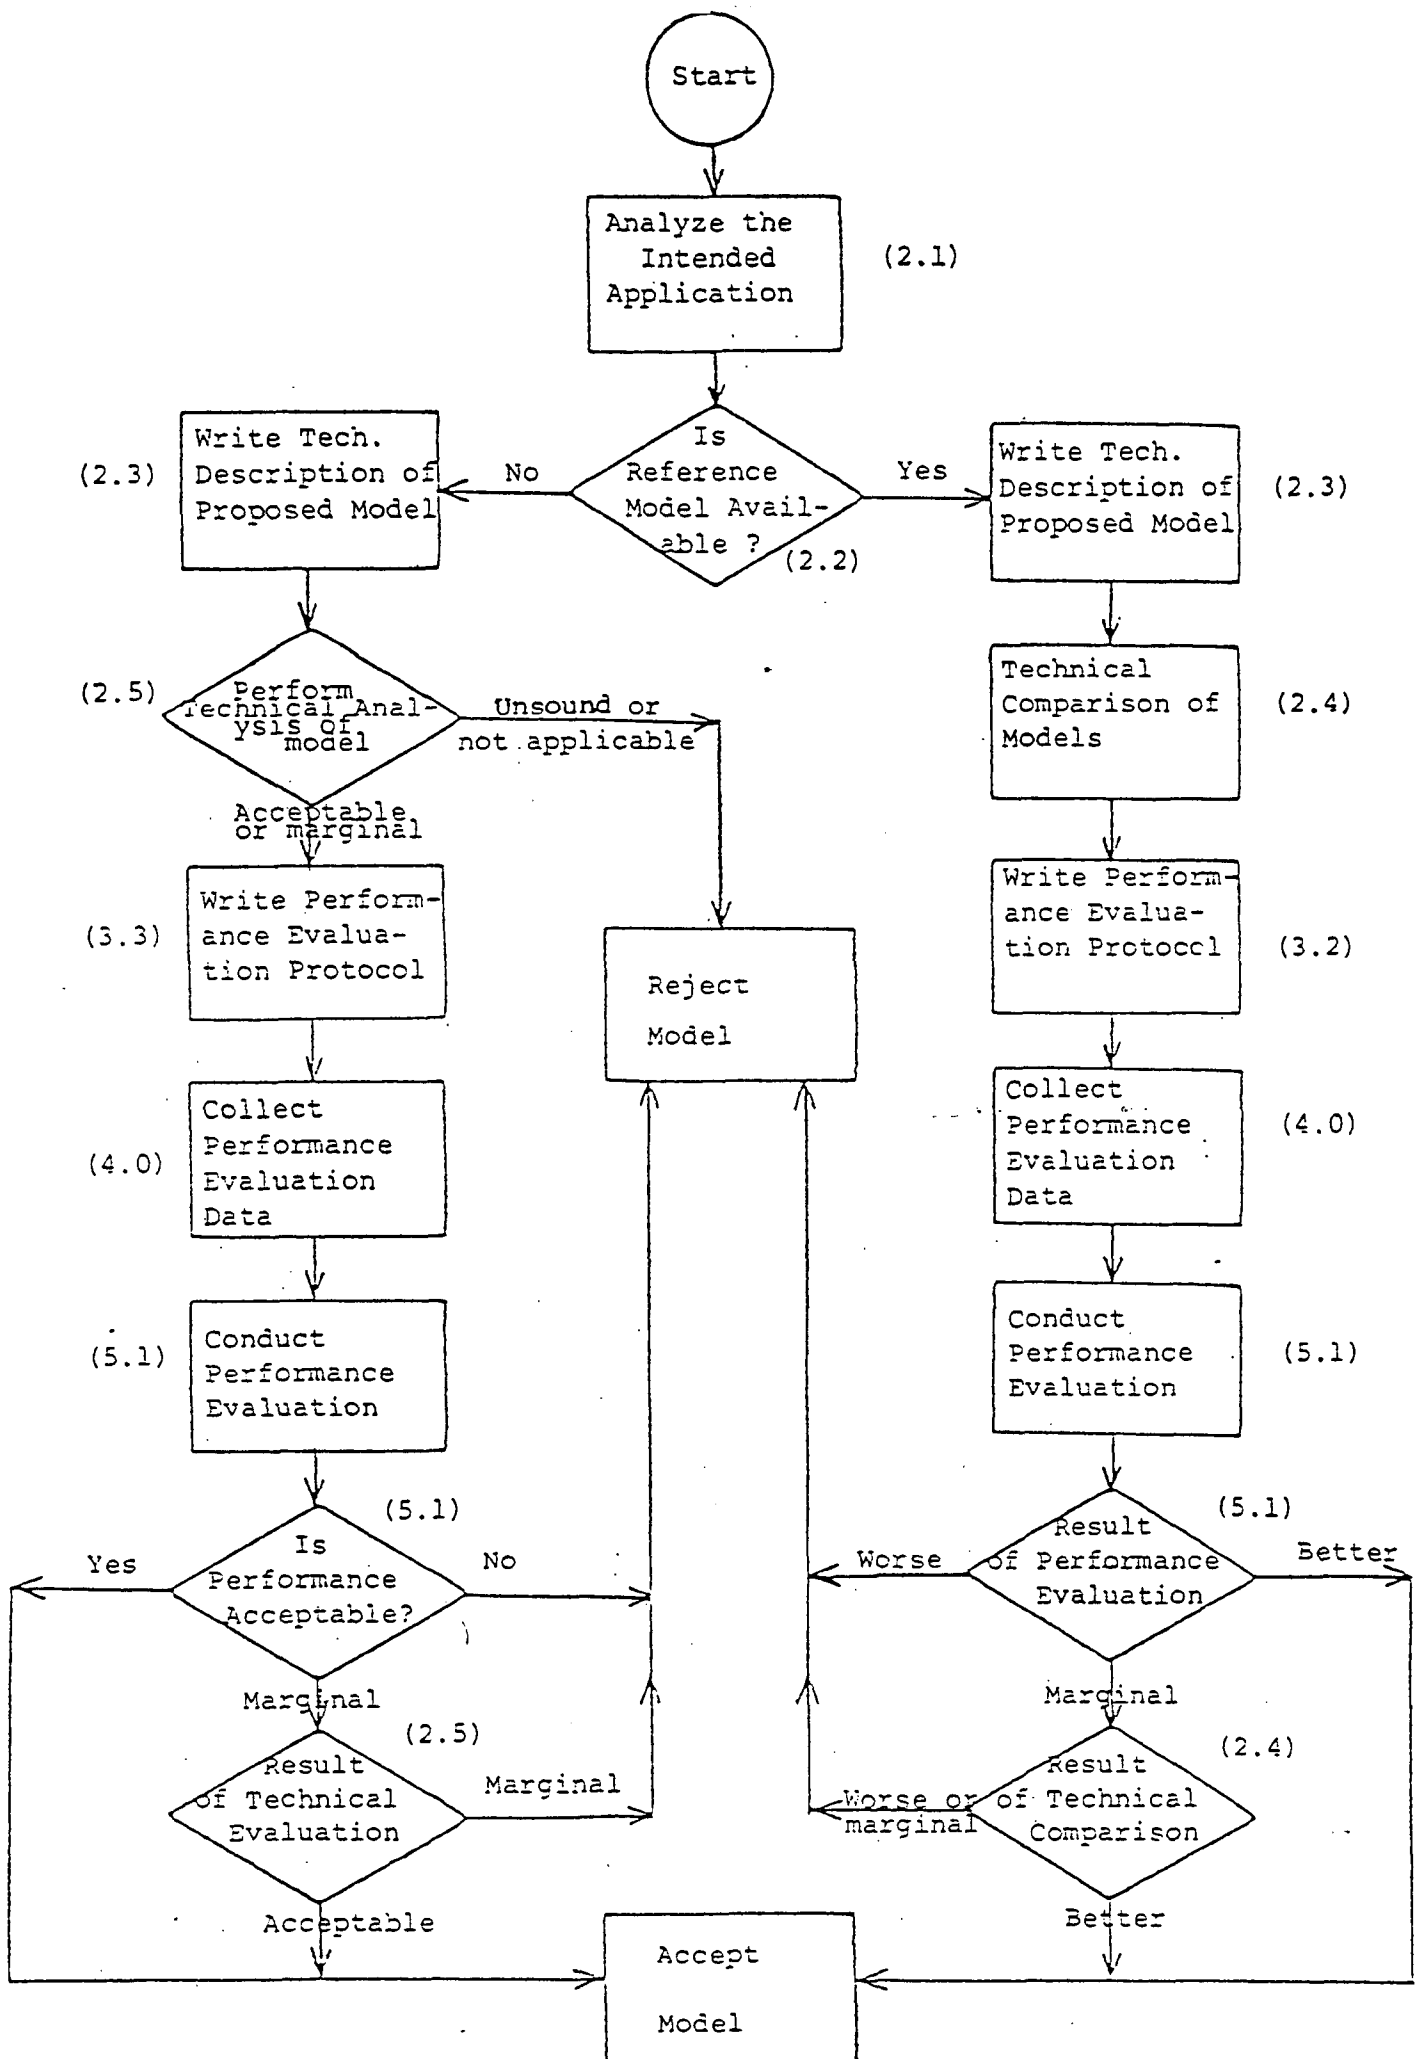 Start
Analyze the
Intended
Application
(2.1)
Is
Reference
Model Avail-
able ?
(2.2)
No
Yes
Write Tech.
Description of
Proposed Model
(2.3)
Write Tech.
Description of
Proposed Model
(2.3)
(2.5)
Perform
Technical Anal-
ysis of
model
Unsound or
not applicable
Acceptable
or marginal
Technical
Comparison of
Models
(2.4)
Write Perform-
ance Evalua-
tion Protocol
(3.3)
Reject
Model
Write Perform-
ance Evalua-
tion Protocol
(3.2)
Collect
Performance
Evaluation
Data
(4.0)
Collect
Performance
Evaluation
Data
(4.0)
Conduct
Performance
Evaluation
(5.1)
Conduct
Performance
Evaluation
(5.1)
(5.1)
Is
Performance
Acceptable?
Yes
No
Marginal
(5.1)
Result
of Performance
Evaluation
Worse
Better
Marginal
(2.5)
Result
of Technical
Evaluation
Marginal
Acceptable
(2.4)
Result
of Technical
Comparison
Worse or
marginal
Better
Accept
Model